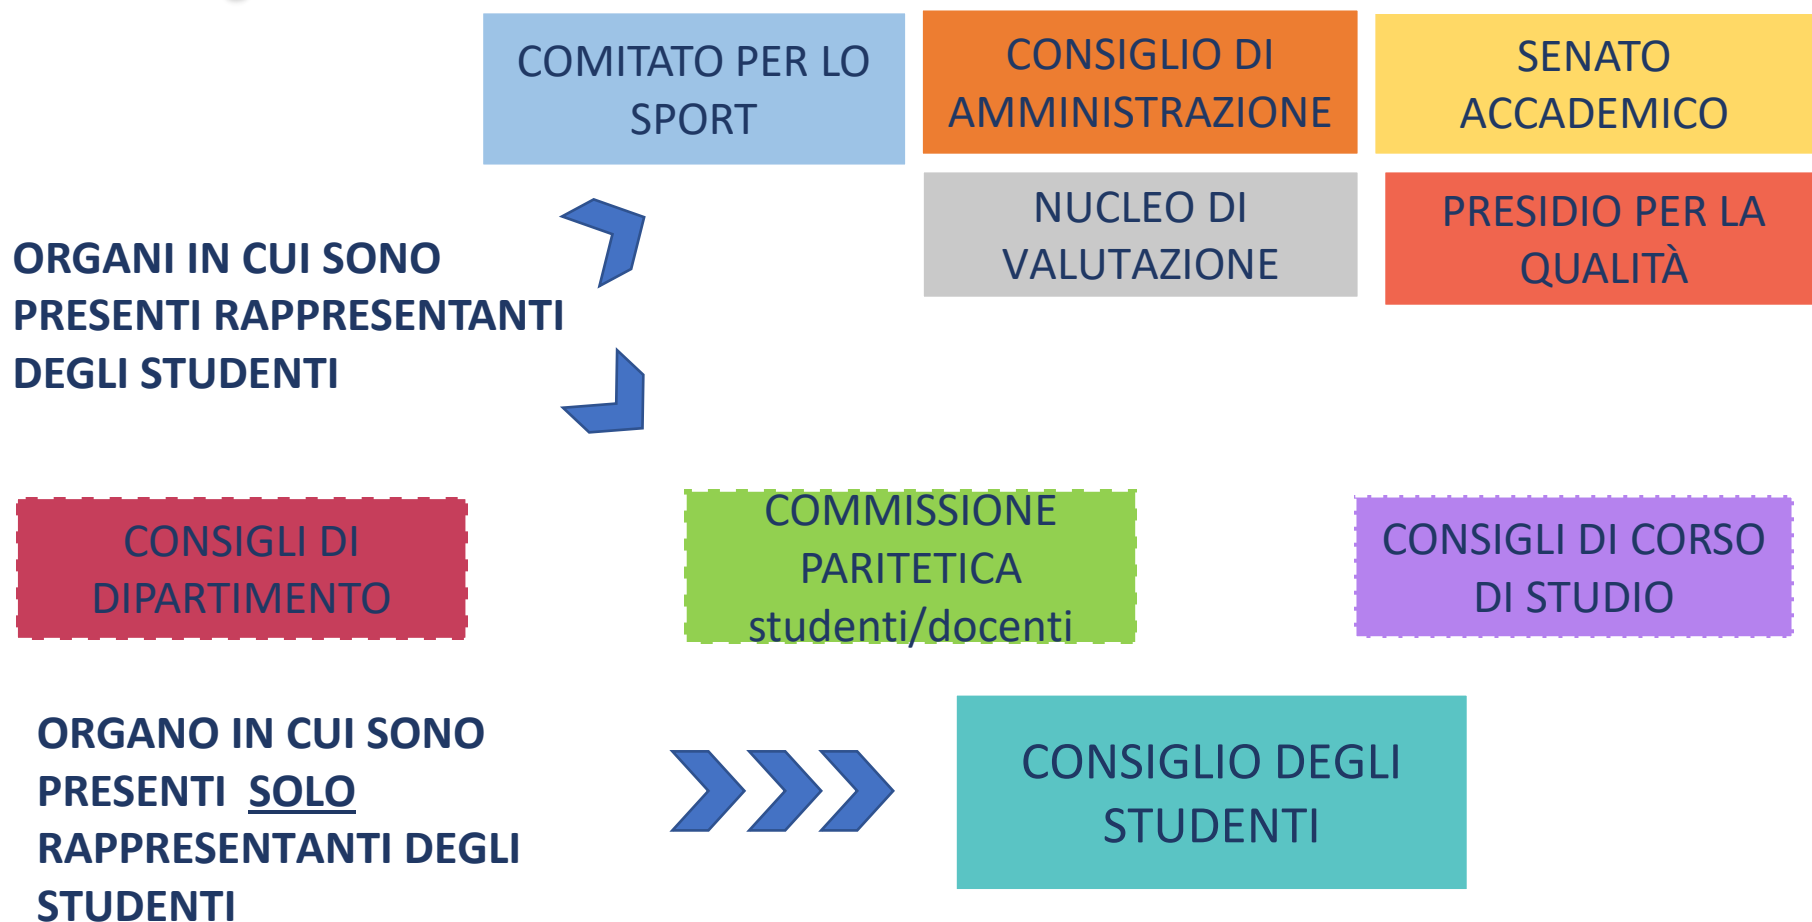 COMITATO PER LO
SPORT
CONSIGLIO DI
AMMINISTRAZIONE
SENATO
ACCADEMICO
NUCLEO DI
VALUTAZIONE
PRESIDIO PER LA
QUALITÀ
ORGANI IN CUI SONO
PRESENTI RAPPRESENTANTI
DEGLI STUDENTI
CONSIGLI DI
DIPARTIMENTO
COMMISSIONE
PARITETICA
studenti/docenti
CONSIGLI DI CORSO
DI STUDIO
ORGANO IN CUI SONO
PRESENTI SOLO
RAPPRESENTANTI DEGLI
STUDENTI
CONSIGLIO DEGLI
STUDENTI